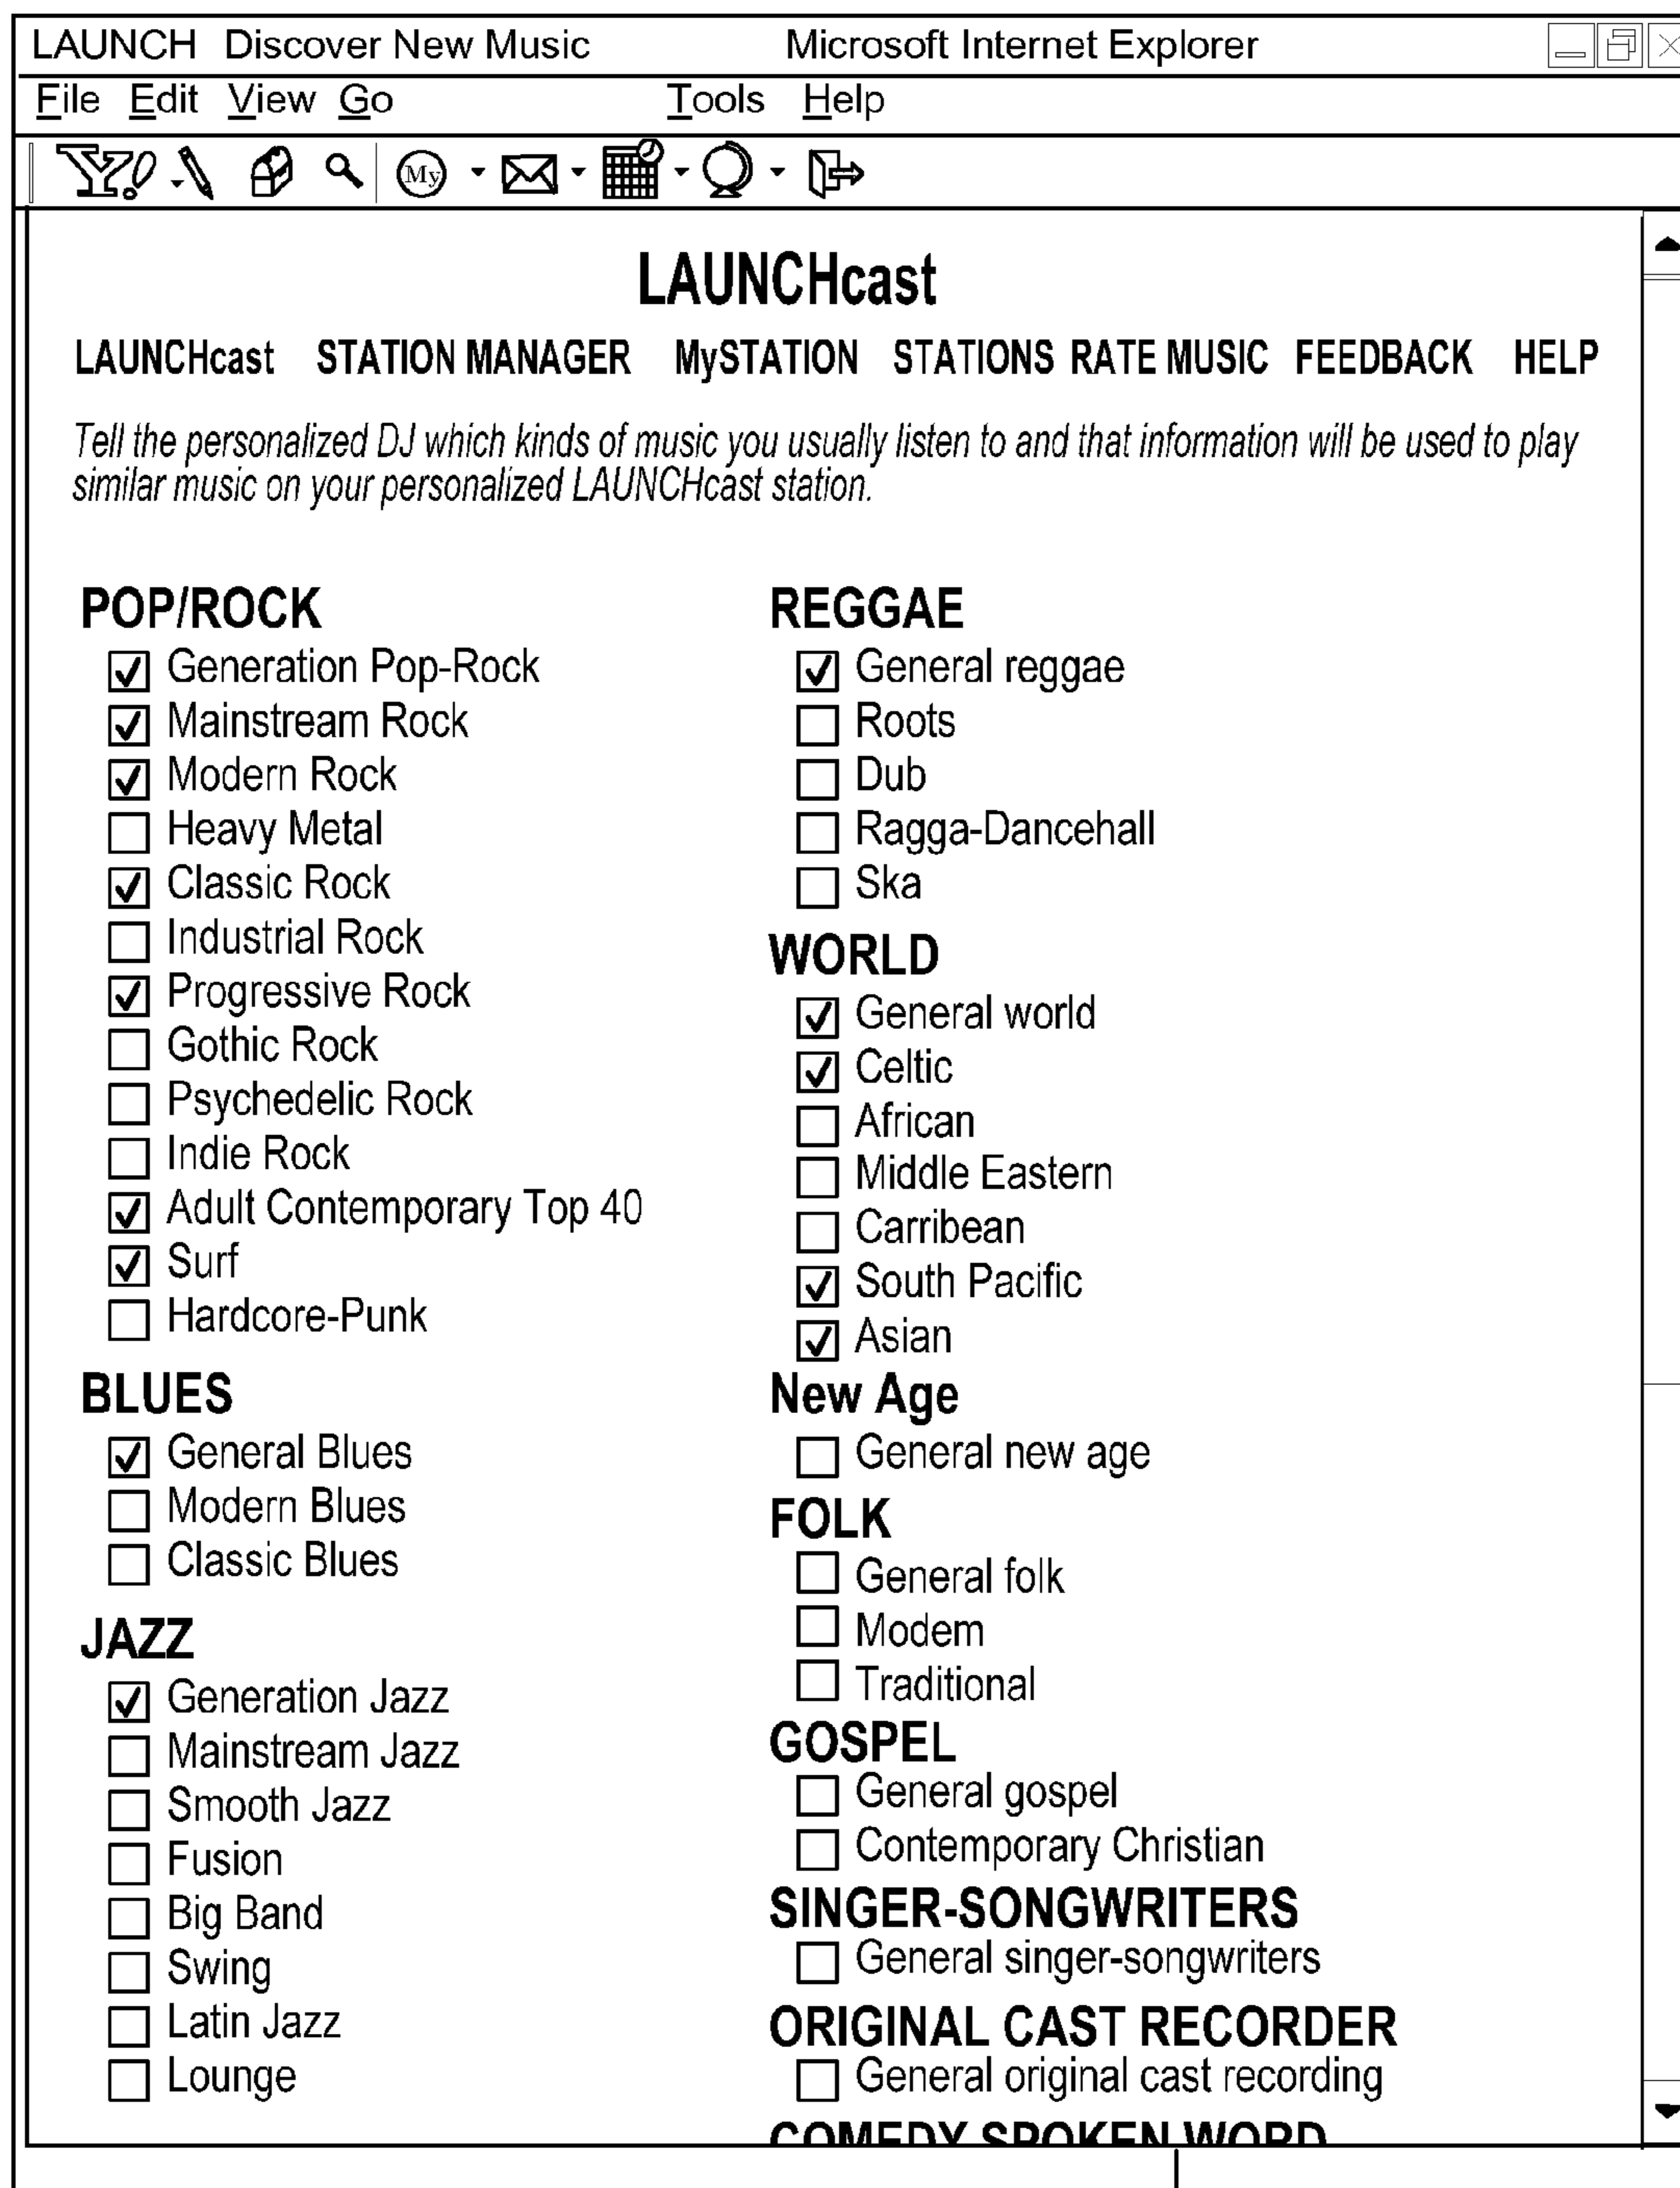 LAUNCH Discover New Music Microsoft Internet Explorer
File Edit View Go Tools Help
Y! My
LAUNCHcast
LAUNCHcast STATION MANAGER MySTATION STATIONS RATE MUSIC FEEDBACK HELP
Tell the personalized DJ which kinds of music you usually listen to and that information will be used to play
similar music on your personalized LAUNCHcast station.
POP/ROCK
Generation Pop-Rock
Mainstream Rock
Modern Rock
Heavy Metal
Classic Rock
Industrial Rock
Progressive Rock
Gothic Rock
Psychedelic Rock
Indie Rock
Adult Contemporary Top 40
Surf
Hardcore-Punk
BLUES
General Blues
Modern Blues
Classic Blues
JAZZ
Generation Jazz
Mainstream Jazz
Smooth Jazz
Fusion
Big Band
Swing
Latin Jazz
Lounge
REGGAE
General reggae
Roots
Dub
Ragga-Dancehall
Ska
WORLD
General world
Celtic
African
Middle Eastern
Carribean
South Pacific
Asian
New Age
General new age
FOLK
General folk
Modem
Traditional
GOSPEL
General gospel
Contemporary Christian
SINGER-SONGWRITERS
General singer-songwriters
ORIGINAL CAST RECORDER
General original cast recording
COMEDY SPOKEN WORD